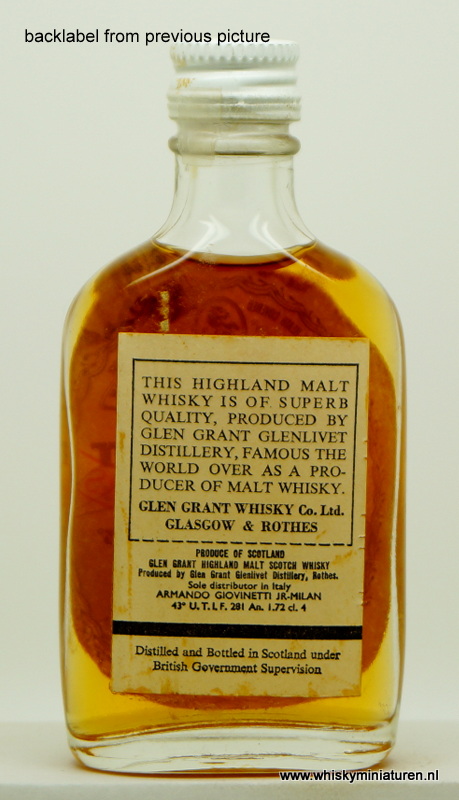 backlabel from previous picture
THIS HIGHLAND MALT
WHISKY IS OF SUPERB
QUALITY, PRODUCED BY
GLEN GRANT GLENLIVET
DISTILLERY, FAMOUS THE
WORLD OVER AS A PRO-
DUCER OF MALT WHISKY.
GLEN GRANT WHISKY Co. Ltd.
GLASGOW & ROTHES
PRODUCE OF SCOTLAND
GLEN GRANT HIGHLAND MALT SCOTCH WHISKY
Produced by Glen Grant Glenlivet Distillery, Rothes.
Sole distributor in Italy
ARMANDO GIOVINETTI JR-MILAN
43° U. T. I. F. 281 An. 1.72 cl. 4
Distilled and Bottled in Scotland under
British Government Supervision
www.whiskyminiaturen.nl